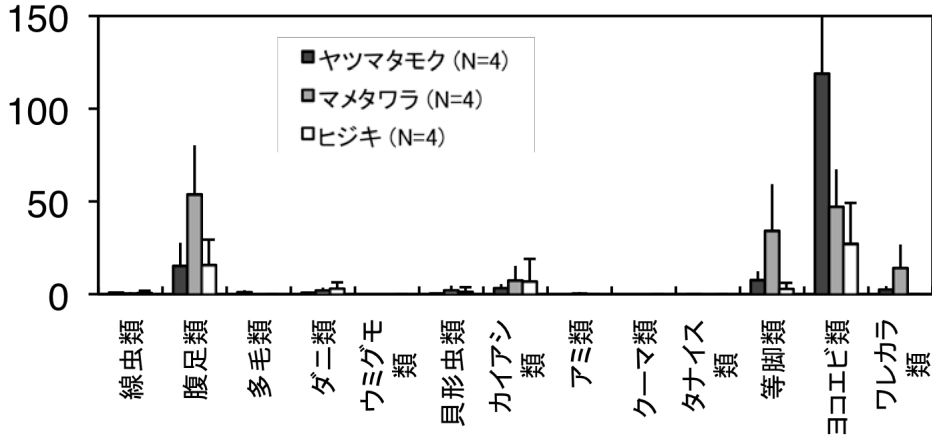 150
100
50
0
ヤツマタモク (N=4)
マメタワラ (N=4)
ヒジキ (N=4)
線虫類
腹足類
多毛類
ダニ類
ウミグモ
類
貝形虫類
カイアシ
類
アミ類
クーマ類
タナイス
類
等脚類
ヨコエビ類
ワレカラ
類